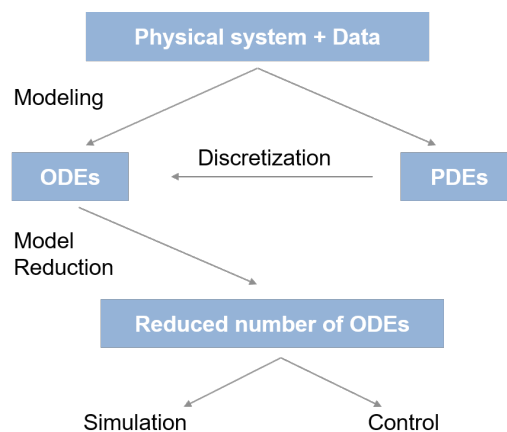 Physical system + Data
Modeling
Discretization
ODEs
PDEs
Model
Reduction
Reduced number of ODEs
Simulation
Control